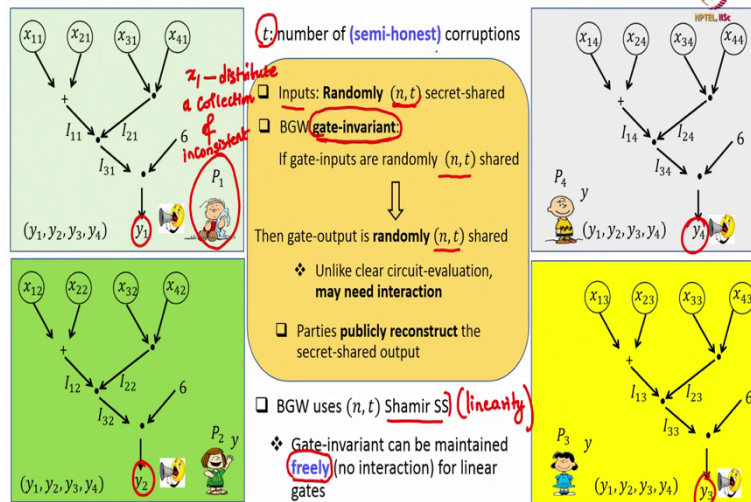 NPTEL, IISc
t: number of (semi-honest) corruptions
x₁₁ x₂₁ x₃₁ x₄₁
+
I₁₁ I₂₁
I₃₁
6
x₁ – distribute
a collection
of
inconsistent
P₁
(y₁, y₂, y₃, y₄) y₁
Inputs: Randomly (n, t) secret-shared
BGW gate-invariant:
If gate-inputs are randomly (n, t) shared
Then gate-output is randomly (n, t) shared
Unlike clear circuit-evaluation,
may need interaction
Parties publicly reconstruct the
secret-shared output
x₁₄ x₂₄ x₃₄ x₄₄
+
I₁₄ I₂₄
I₃₄
6
P₄
y
(y₁, y₂, y₃, y₄) y₄
x₁₂ x₂₂ x₃₂ x₄₂
+
I₁₂ I₂₂
I₃₂
6
P₂ y
(y₁, y₂, y₃, y₄) y₂
BGW uses (n, t) Shamir SS (linearity)
Gate-invariant can be maintained
freely (no interaction) for linear
gates
x₁₃ x₂₃ x₃₃ x₄₃
+
I₁₃ I₂₃
I₃₃
6
P₃
y
(y₁, y₂, y₃, y₄) y₃